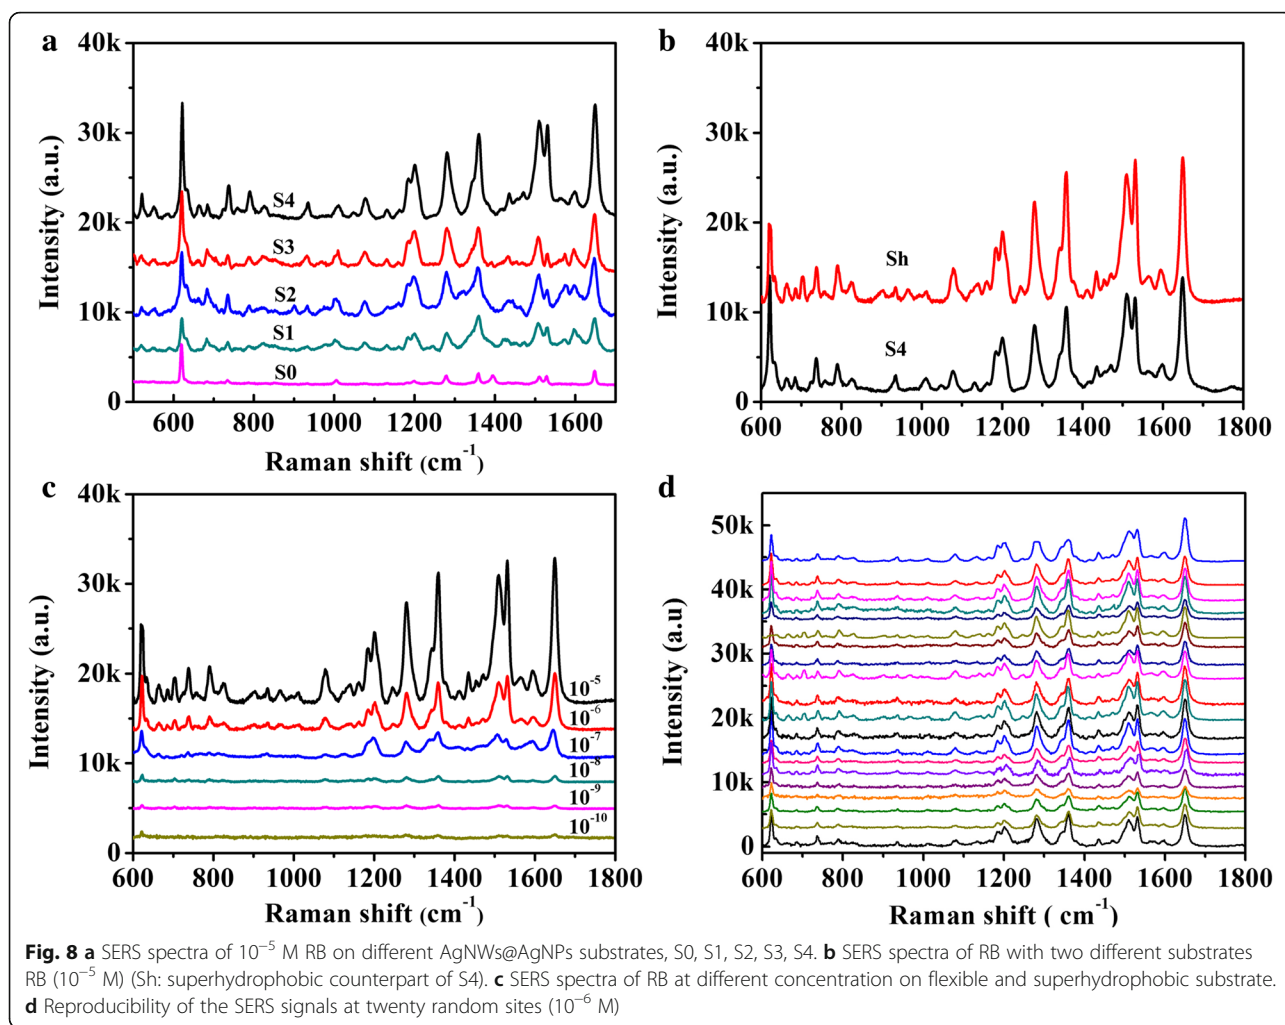 a
40k
30k
20k
10k
0
Intensity (a.u.)
S4
S3
S2
S1
S0
600 800 1000 1200 1400 1600
Raman shift (cm⁻¹)
b
40k
30k
20k
10k
0
Intensity (a.u.)
Sh
S4
600 800 1000 1200 1400 1600 1800
Raman shift (cm⁻¹)
c
40k
30k
20k
10k
0
Intensity (a.u.)
10⁻⁵
10⁻⁶
10⁻⁷
10⁻⁸
10⁻⁹
10⁻¹⁰
600 800 1000 1200 1400 1600 1800
Raman shift (cm⁻¹)
d
50k
40k
30k
20k
10k
0
Intensity (a.u)
600 800 1000 1200 1400 1600 1800
Raman shift ( cm⁻¹)
Fig. 8 a SERS spectra of 10⁻⁵ M RB on different AgNWs@AgNPs substrates, S0, S1, S2, S3, S4. b SERS spectra of RB with two different substrates
RB (10⁻⁵ M) (Sh: superhydrophobic counterpart of S4). c SERS spectra of RB at different concentration on flexible and superhydrophobic substrate.
d Reproducibility of the SERS signals at twenty random sites (10⁻⁶ M)